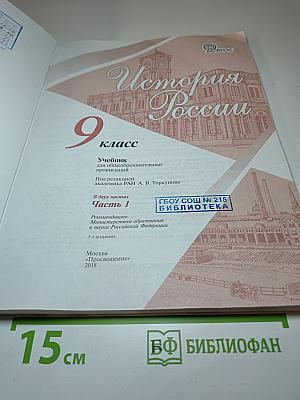 ФГОС
История
России
9 класс
Учебник
для общеобразовательных
организаций
Под редакцией
академика РАН А. В. Торкунова
В двух частях
Часть 1
Рекомендовано
Министерством образования
и науки Российской Федерации
3-е издание
Москва
«Просвещение»
2018
ГБОУ СОШ № 218
БИБЛИОТЕКА
15 см
БФ БИБЛИОФАН